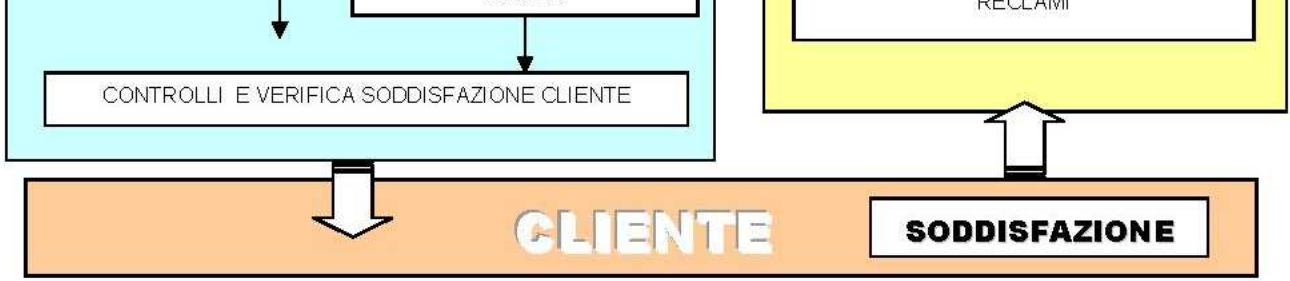 RECLAMI
CONTROLLI E VERIFICA SODDISFAZIONE CLIENTE
CLIENTE
SODDISFAZIONE